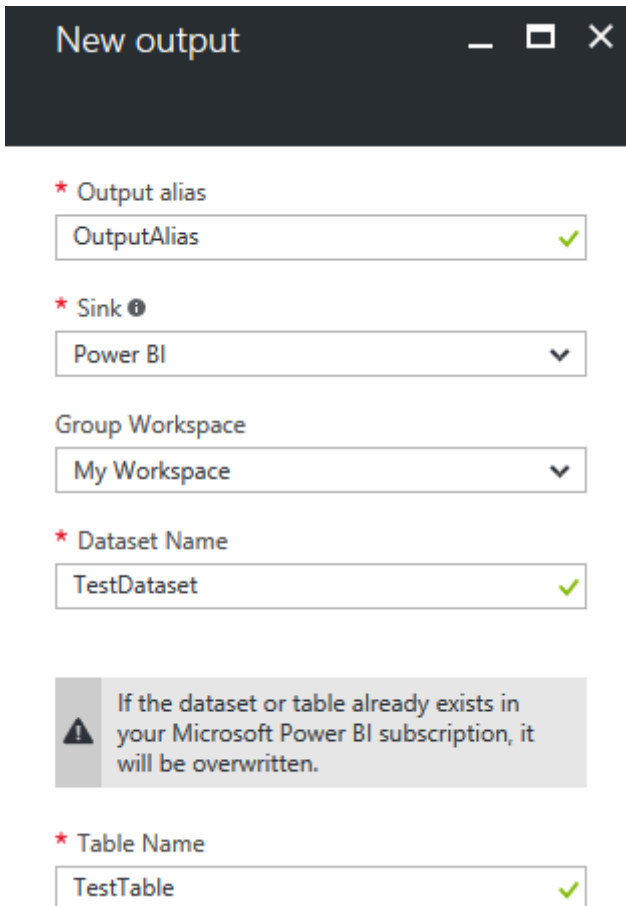 New output
* Output alias
OutputAlias
* Sink
Power BI
Group Workspace
My Workspace
* Dataset Name
TestDataset
If the dataset or table already exists in
your Microsoft Power BI subscription, it
will be overwritten.
* Table Name
TestTable